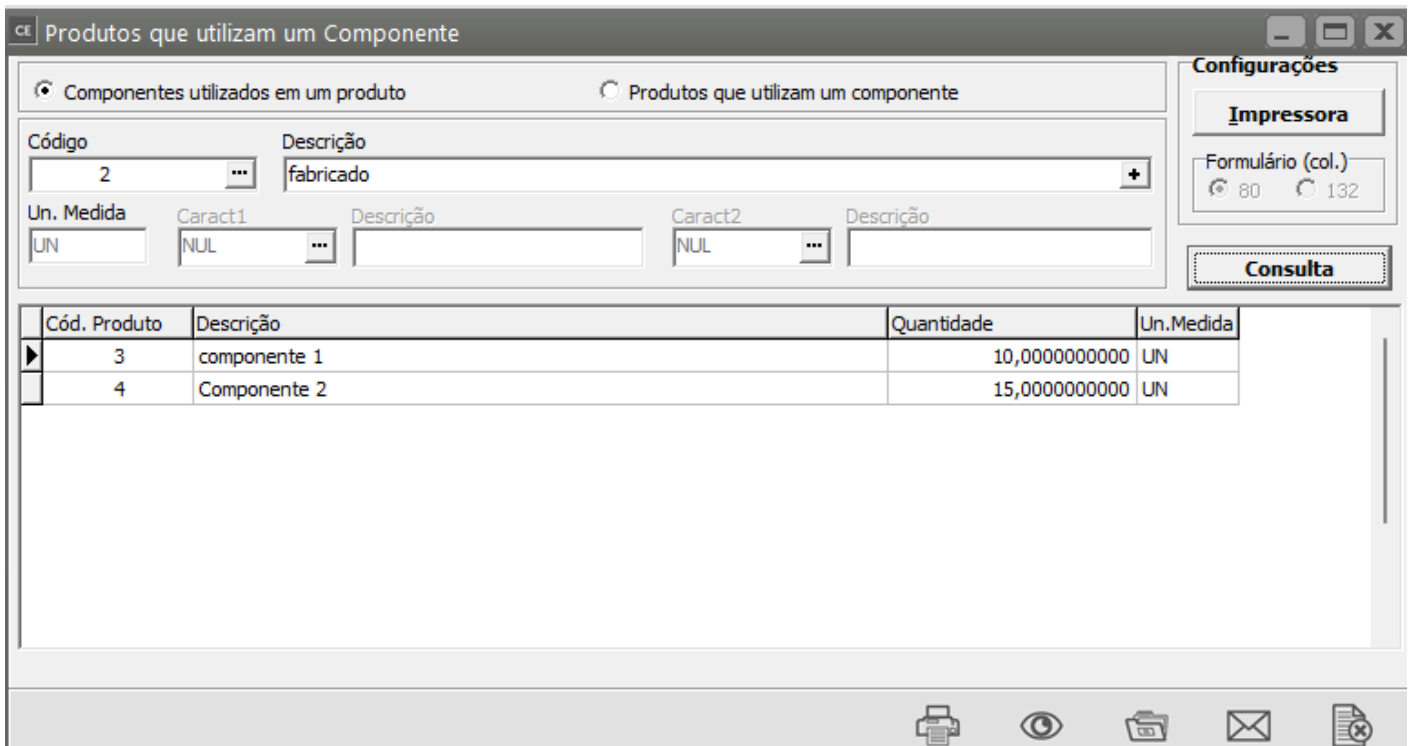 CE Produtos que utilizam um Componente
Componentes utilizados em um produto Produtos que utilizam um componente
Configurações
Impressora
Formulário (col.)
80 132
Código Descrição
2 ... fabricado +
Un. Medida Caract1 Descrição Caract2 Descrição
UN NUL ... NUL ...
Consulta
Cód. Produto Descrição Quantidade Un.Medida
3 componente 1 10,0000000000 UN
4 Componente 2 15,0000000000 UN